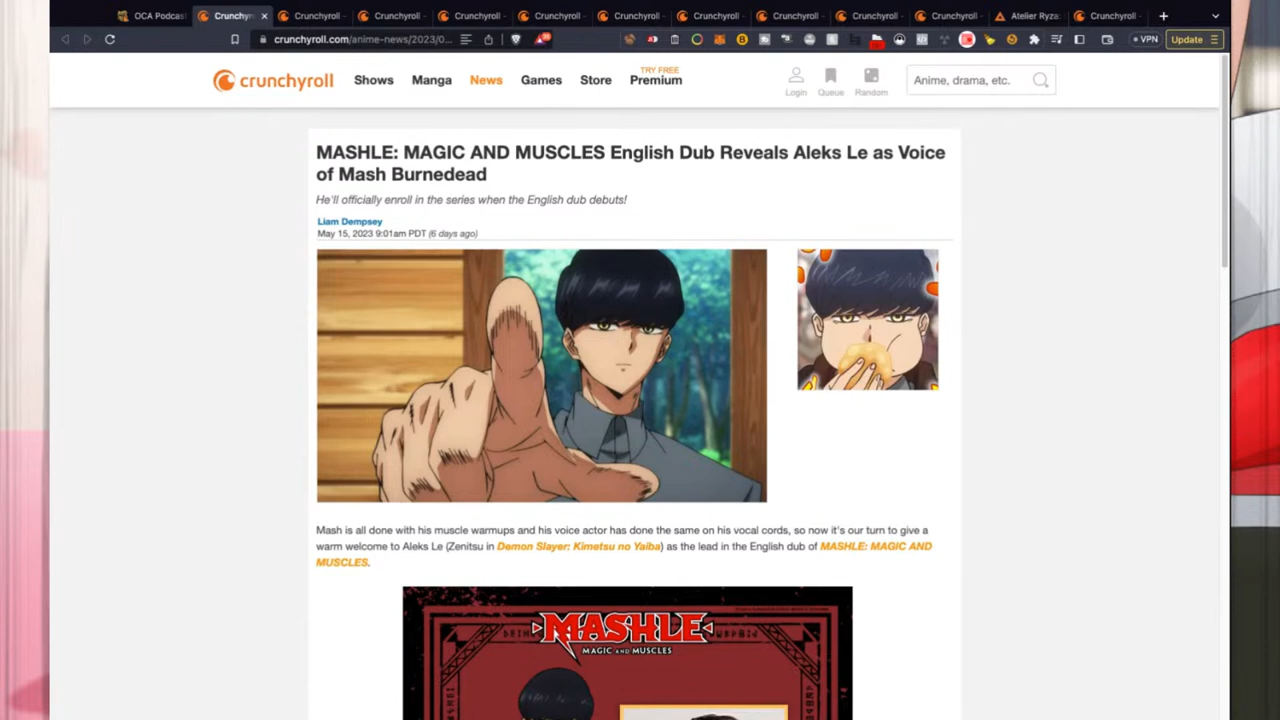 OCA Podcas
Crunchyr
Crunchyroll
Crunchyroll
Crunchyroll
Crunchyroll
Crunchyroll
Crunchyroll
Crunchyroll
Crunchyroll
Crunchyroll
Atelier Ryza:
Crunchyroll
crunchyroll.com/anime-news/2023/0...
VPN
Update
crunchyroll
Shows
Manga
News
Games
Store
TRY FREE
Premium
Login
Queue
Random
Anime, drama, etc.
MASHLE: MAGIC AND MUSCLES English Dub Reveals Aleks Le as Voice
of Mash Burnedead
He'll officially enroll in the series when the English dub debuts!
Liam Dempsey
May 15, 2023 9:01am PDT (6 days ago)
Mash is all done with his muscle warmups and his voice actor has done the same on his vocal cords, so now it's our turn to give a
warm welcome to Aleks Le (Zenitsu in Demon Slayer: Kimetsu no Yaiba) as the lead in the English dub of MASHLE: MAGIC AND
MUSCLES.
MASHLE
MAGIC AND MUSCLES